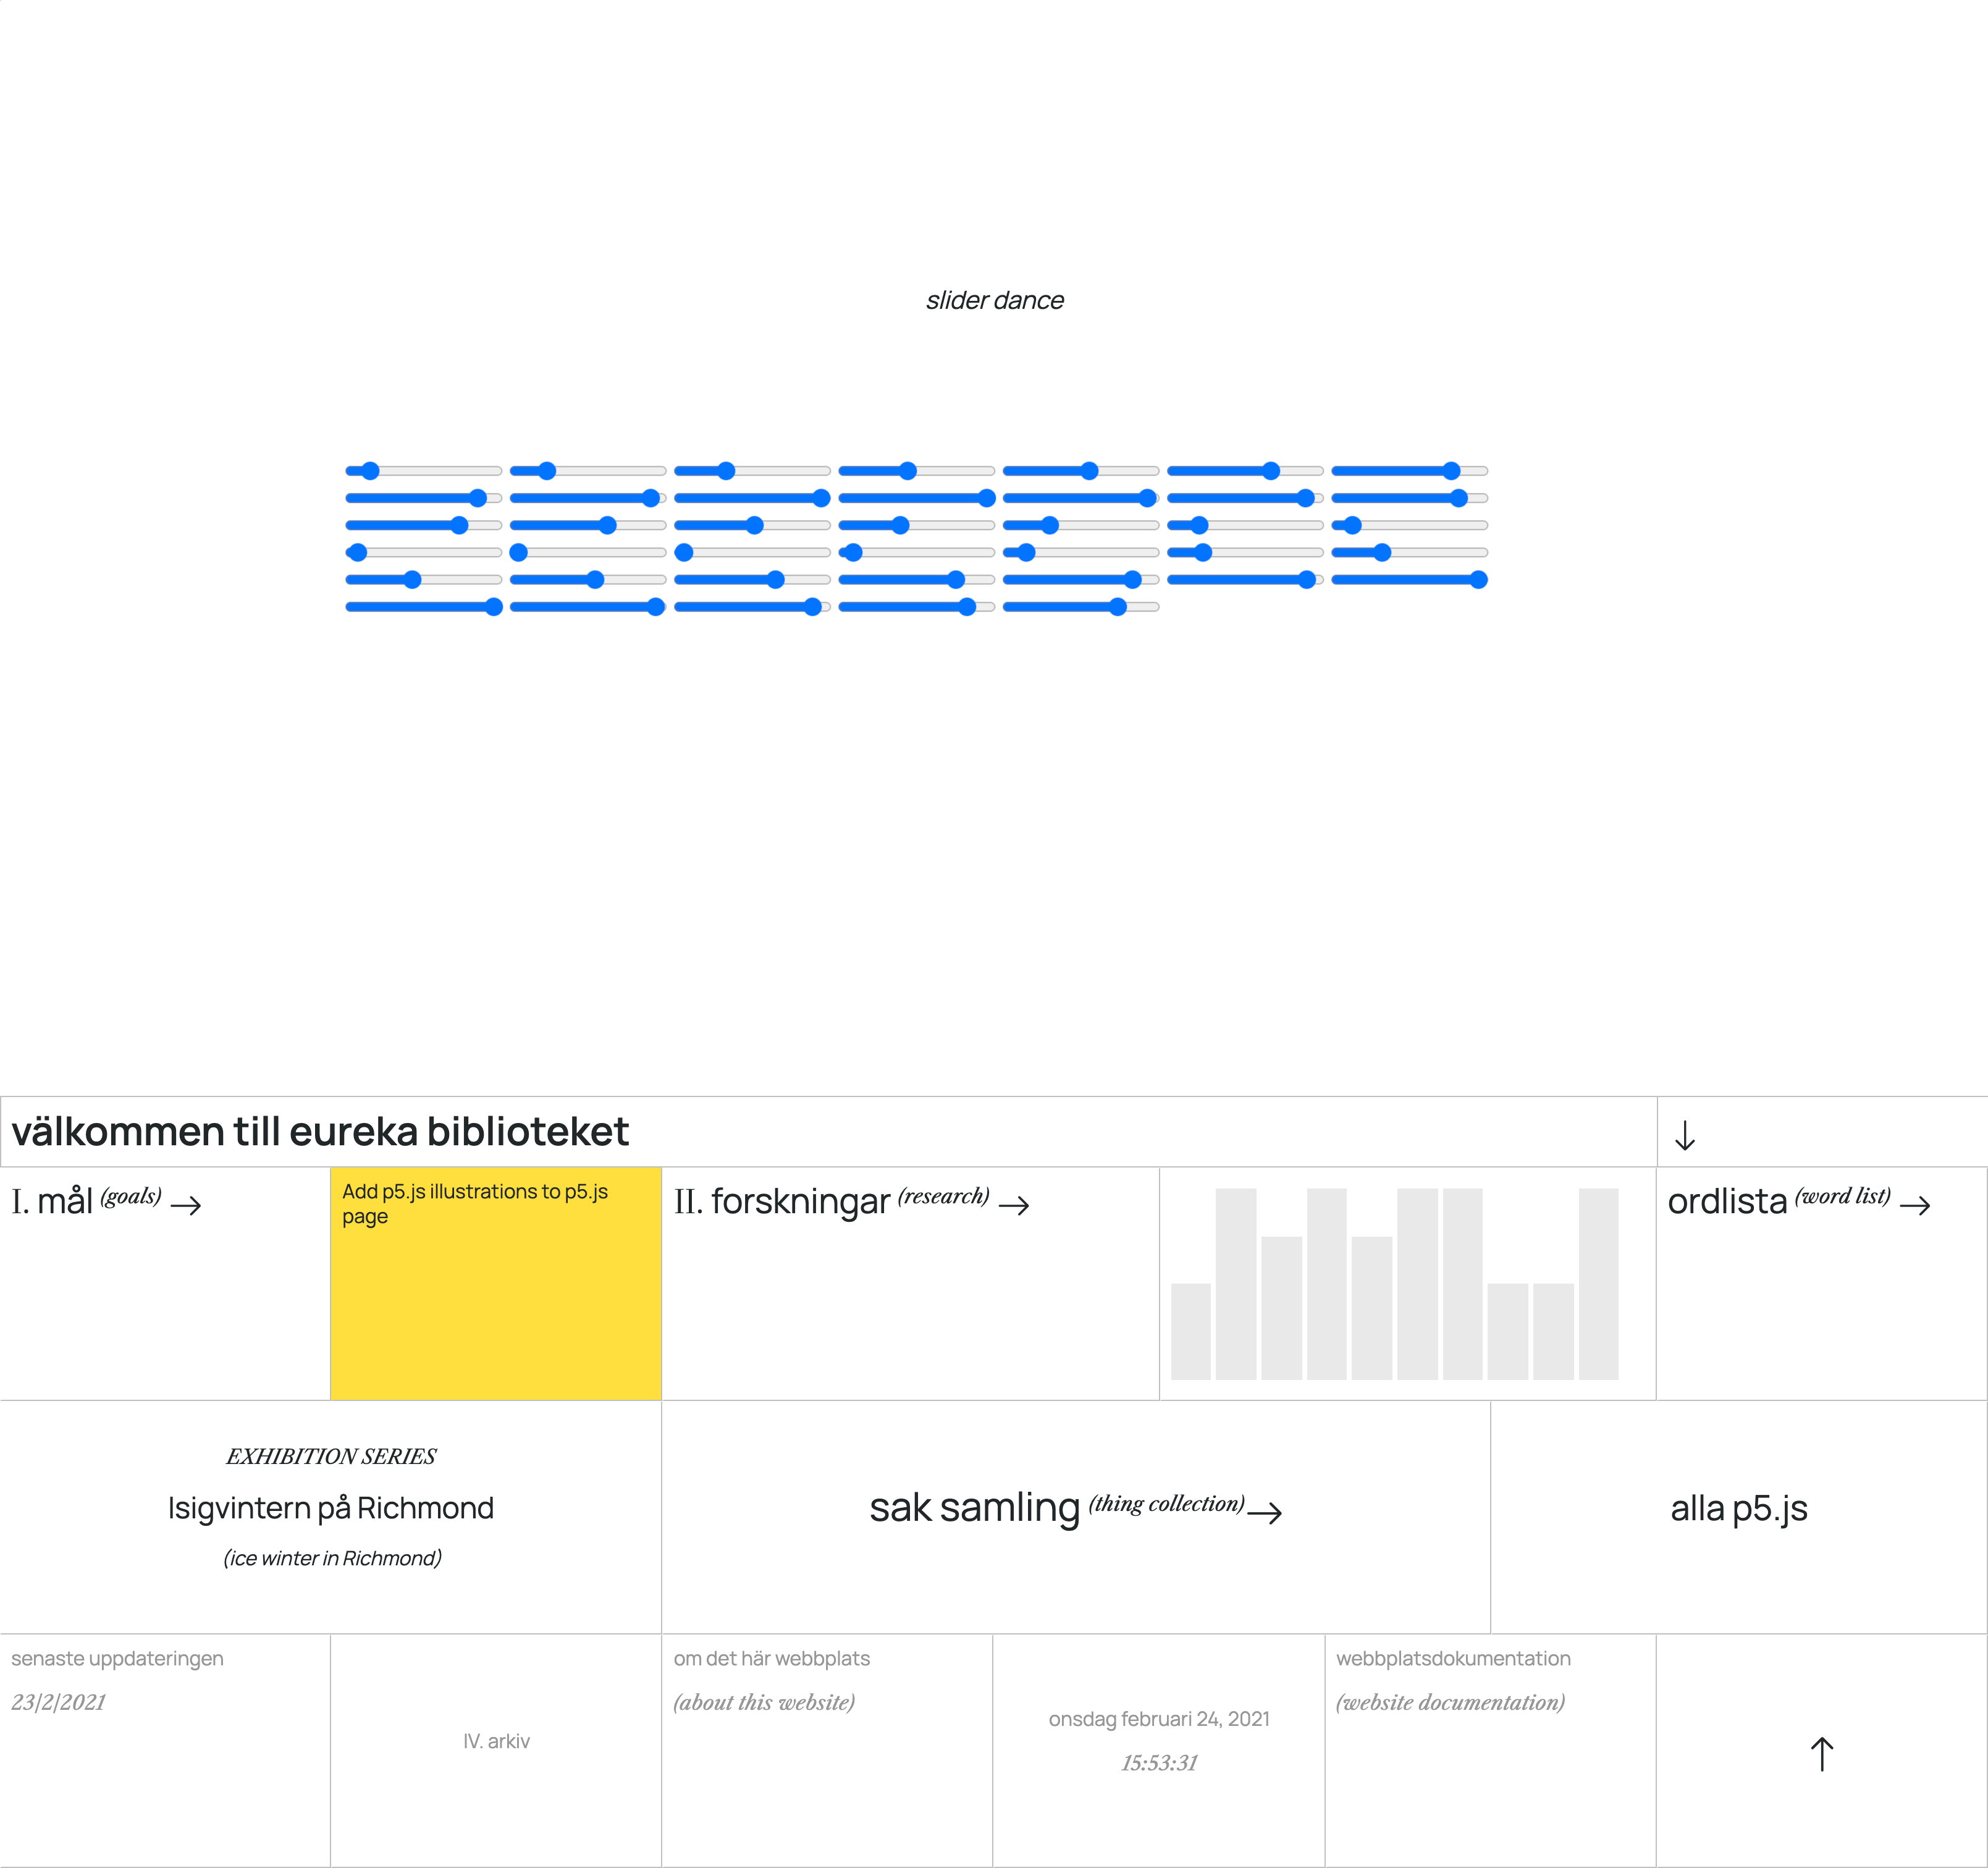 slider dance
välkommen till eureka biblioteket ↓
I. mål (goals) →
Add p5.js illustrations to p5.js
page
II. forskningar (research) →
ordlista (word list) →
EXHIBITION SERIES
Isigvintern på Richmond
(ice winter in Richmond)
sak samling (thing collection) →
alla p5.js
senaste uppdateringen
23/2/2021
IV. arkiv
om det här webbplats
(about this website)
onsdag februari 24, 2021
15:53:31
webbplatsdokumentation
(website documentation)
↑